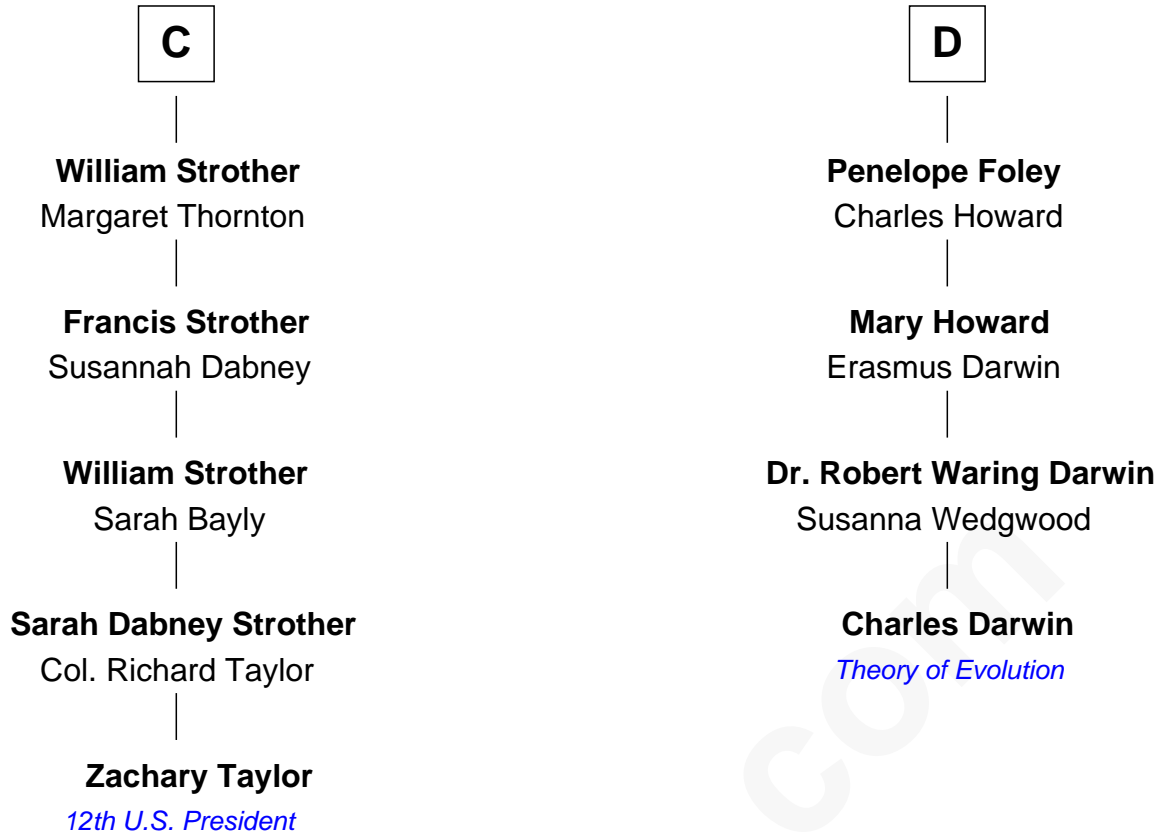 C
William Strother
Margaret Thornton
Francis Strother
Susannah Dabney
William Strother
Sarah Bayly
Sarah Dabney Strother
Col. Richard Taylor
Zachary Taylor
12th U.S. President
D
Penelope Foley
Charles Howard
Mary Howard
Erasmus Darwin
Dr. Robert Waring Darwin
Susanna Wedgwood
Charles Darwin
Theory of Evolution
com